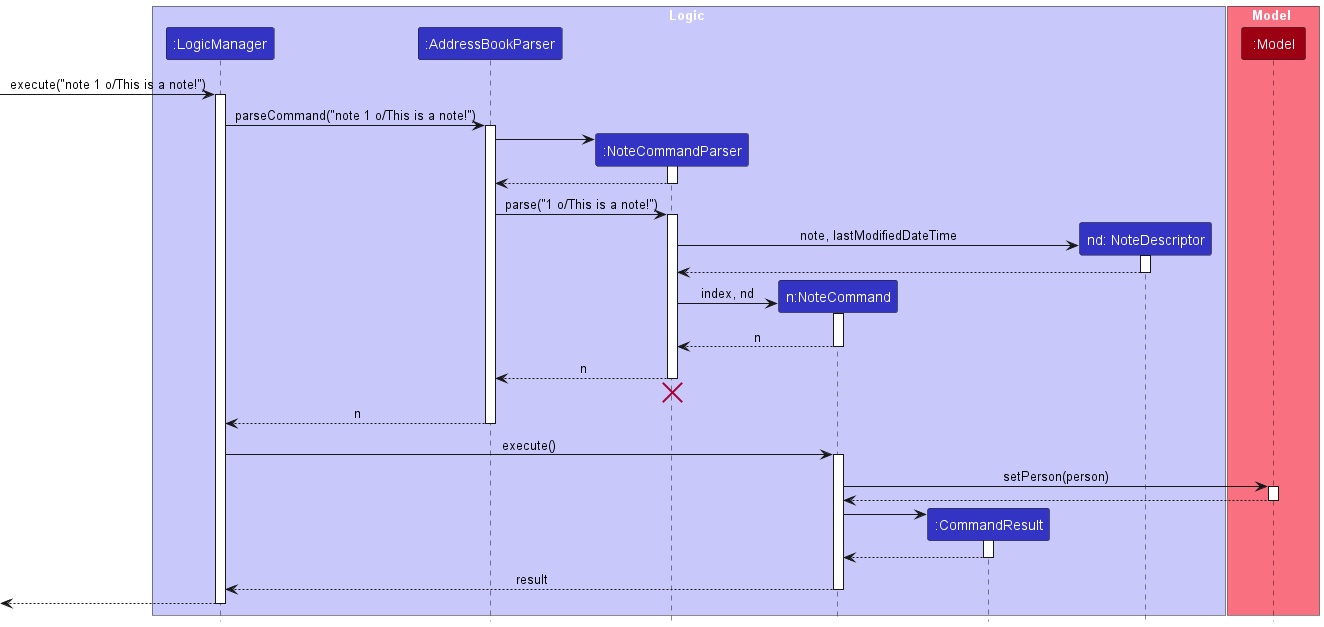 Logic
Model
:LogicManager
:AddressBookParser
:Model
execute("note 1 o/This is a note!")
parseCommand("note 1 o/This is a note!")
:NoteCommandParser
parse("1 o/This is a note!")
note, lastModifiedDateTime
nd: NoteDescriptor
index, nd
n:NoteCommand
n
n
n
execute()
setPerson(person)
:CommandResult
result